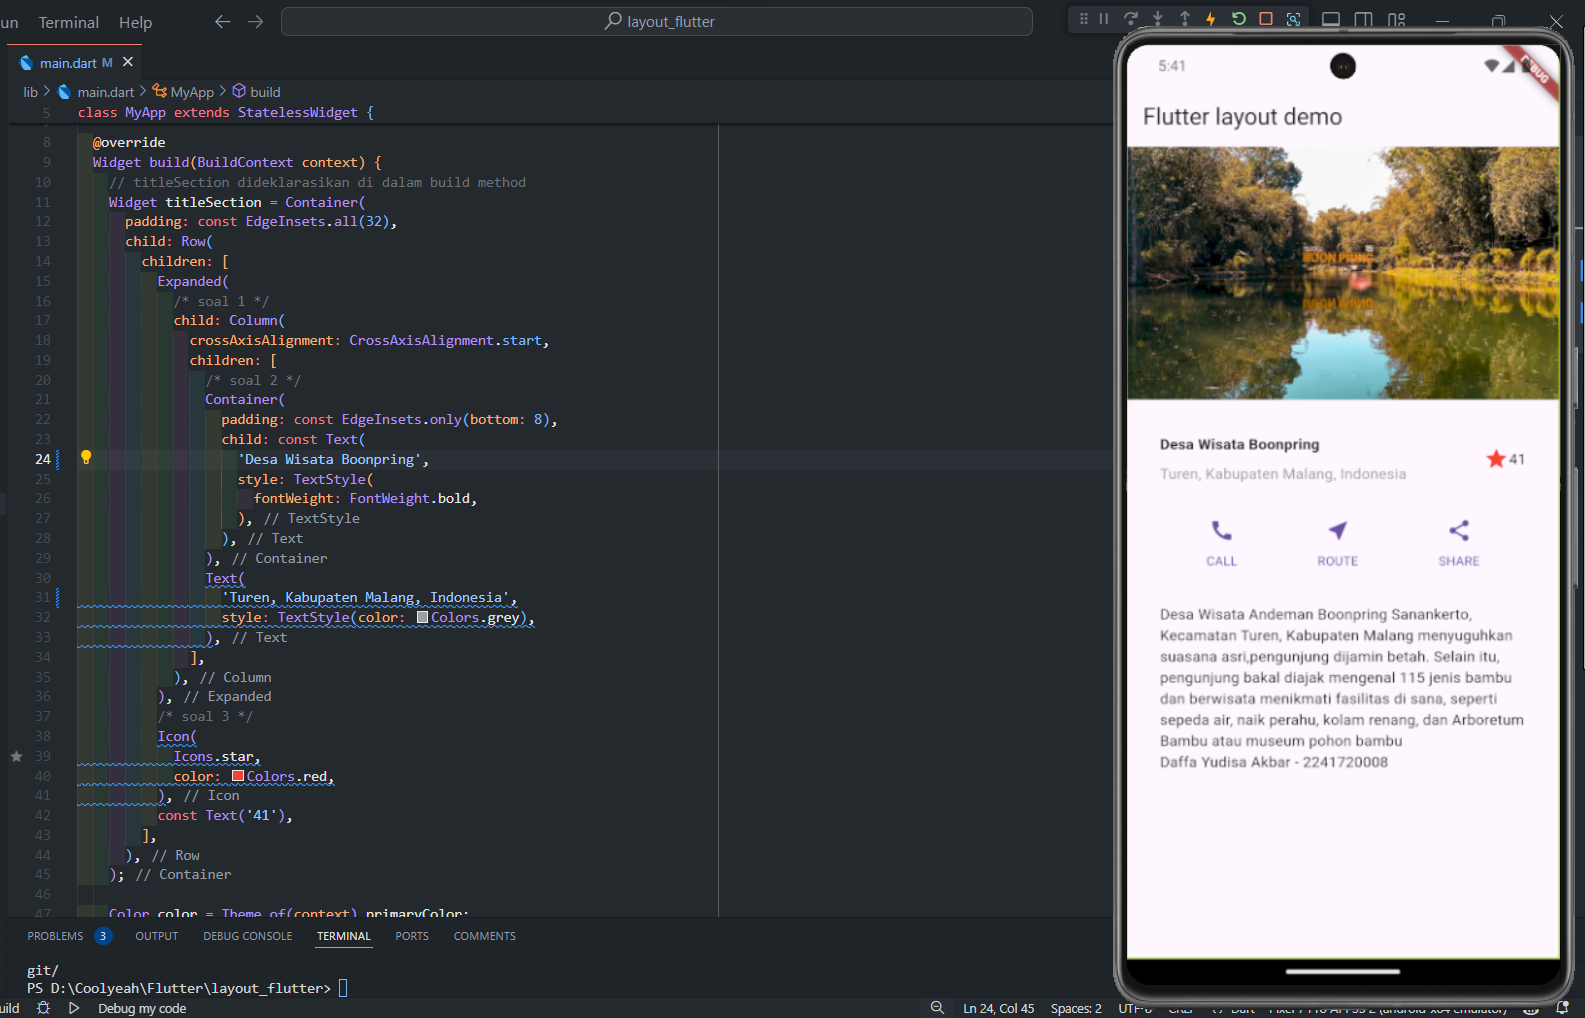 un Terminal Help
layout_flutter
main.dart M
lib > main.dart > MyApp > build
5 class MyApp extends StatelessWidget {
8 @override
9 Widget build(BuildContext context) {
10 // titleSection dideklarasikan di dalam build method
11 Widget titleSection = Container(
12 padding: const EdgeInsets.all(32),
13 child: Row(
14 children: [
15 Expanded(
16 /* soal 1 */
17 child: Column(
18 crossAxisAlignment: CrossAxisAlignment.start,
19 children: [
20 /* soal 2 */
21 Container(
22 padding: const EdgeInsets.only(bottom: 8),
23 child: const Text(
24 'Desa Wisata Boonpring',
25 style: TextStyle(
26 fontWeight: FontWeight.bold,
27 ), // TextStyle
28 ), // Text
29 ), // Container
30 Text(
31 'Turen, Kabupaten Malang, Indonesia',
32 style: TextStyle(color: Colors.grey),
33 ), // Text
34 ],
35 ), // Column
36 ), // Expanded
37 /* soal 3 */
38 Icon(
39 Icons.star,
40 color: Colors.red,
41 ), // Icon
42 const Text('41'),
43 ],
44 ), // Row
45 ); // Container
46
47 Color color = Theme.of(context).primaryColor;
PROBLEMS 3 OUTPUT DEBUG CONSOLE TERMINAL PORTS COMMENTS
git/
PS D:\Coolyeah\Flutter\layout_flutter>
uild Debug my code
Ln 24, Col 45 Spaces: 2 UTF-8 CRLF Dart Pixel 7 Pro API 33 2 (android-x64 emulator)
5:41
DEBUG
Flutter layout demo
BOON PRING
Desa Wisata Boonpring
Turen, Kabupaten Malang, Indonesia
41
CALL ROUTE SHARE
Desa Wisata Andeman Boonpring Sanankerto,
Kecamatan Turen, Kabupaten Malang menyuguhkan
suasana asri,pengunjung dijamin betah. Selain itu,
pengunjung bakal diajak mengenal 115 jenis bambu
dan berwisata menikmati fasilitas di sana, seperti
sepeda air, naik perahu, kolam renang, dan Arboretum
Bambu atau museum pohon bambu
Daffa Yudisa Akbar - 2241720008